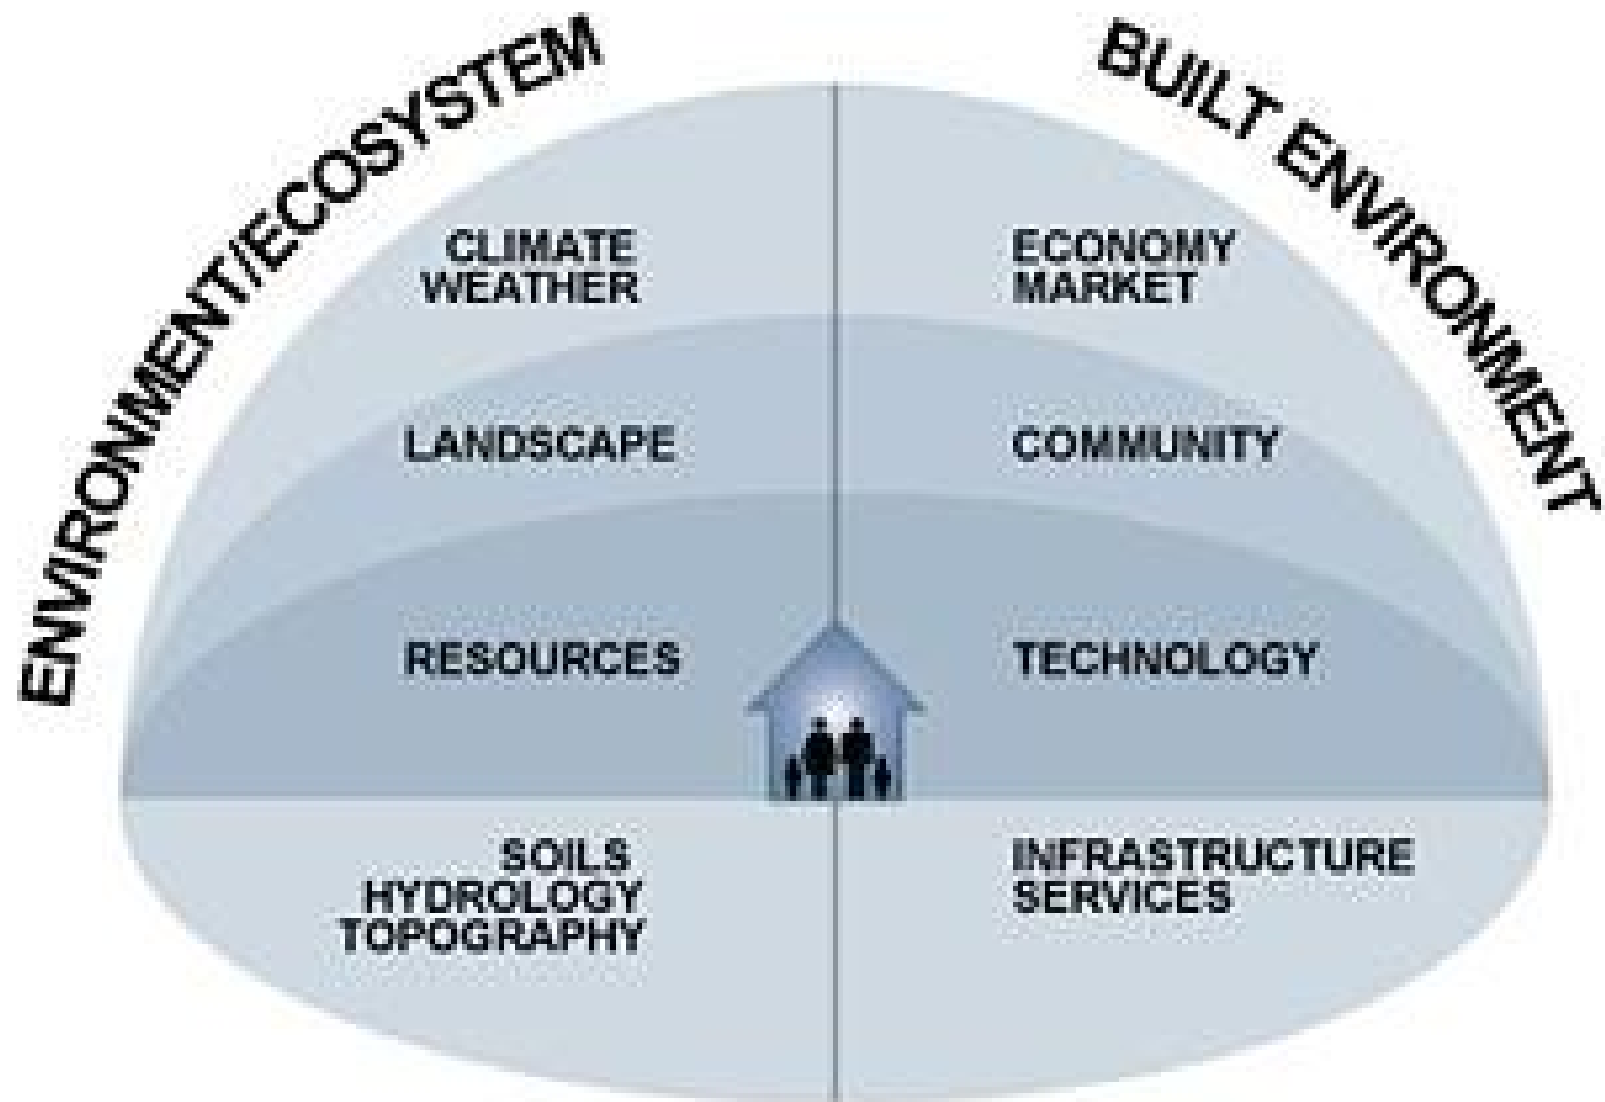 ENVIRONMENT/ECOSYSTEM
BUILT ENVIRONMENT
CLIMATE
WEATHER
ECONOMY
MARKET
LANDSCAPE
COMMUNITY
RESOURCES
TECHNOLOGY
SOILS
HYDROLOGY
TOPOGRAPHY
INFRASTRUCTURE
SERVICES